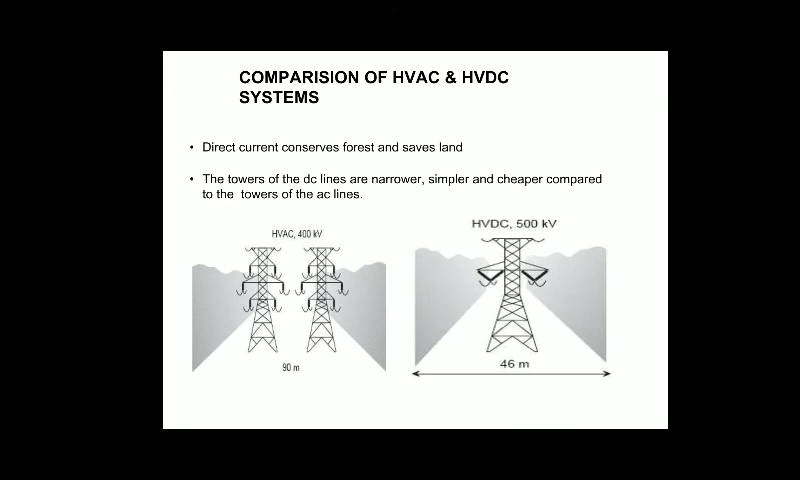 COMPARISION OF HVAC & HVDC
SYSTEMS
• Direct current conserves forest and saves land
• The towers of the dc lines are narrower, simpler and cheaper compared
to the towers of the ac lines.
HVAC, 400 kV
HVDC, 500 kV
90 m
46 m